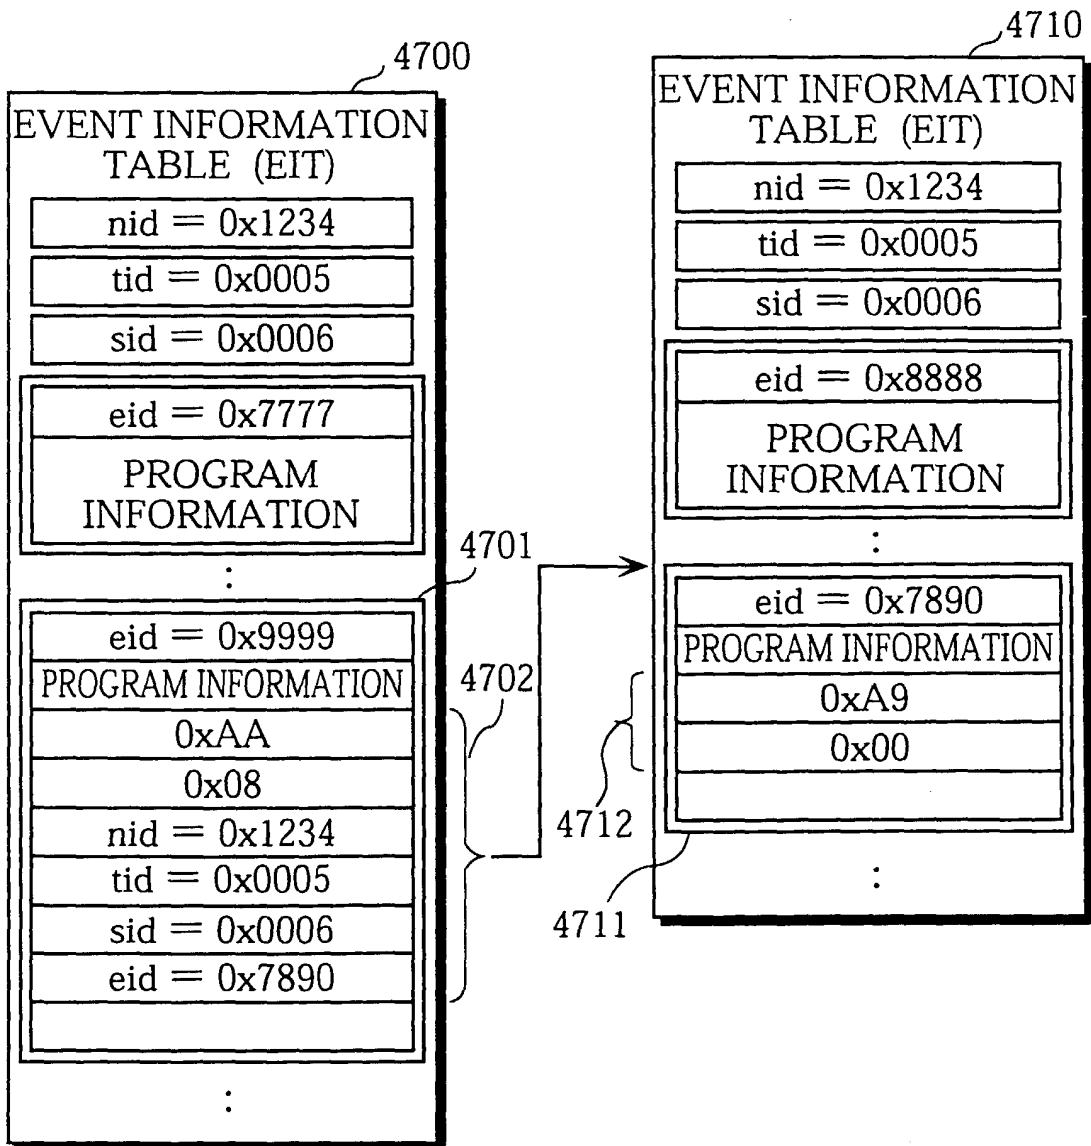 4700
EVENT INFORMATION
TABLE (EIT)
nid = 0x1234
tid = 0x0005
sid = 0x0006
eid = 0x7777
PROGRAM
INFORMATION
:
4701
eid = 0x9999
PROGRAM INFORMATION
4702
0xAA
0x08
nid = 0x1234
tid = 0x0005
sid = 0x0006
eid = 0x7890
:
4710
EVENT INFORMATION
TABLE (EIT)
nid = 0x1234
tid = 0x0005
sid = 0x0006
eid = 0x8888
PROGRAM
INFORMATION
:
eid = 0x7890
PROGRAM INFORMATION
0xA9
0x00
4712
4711
: